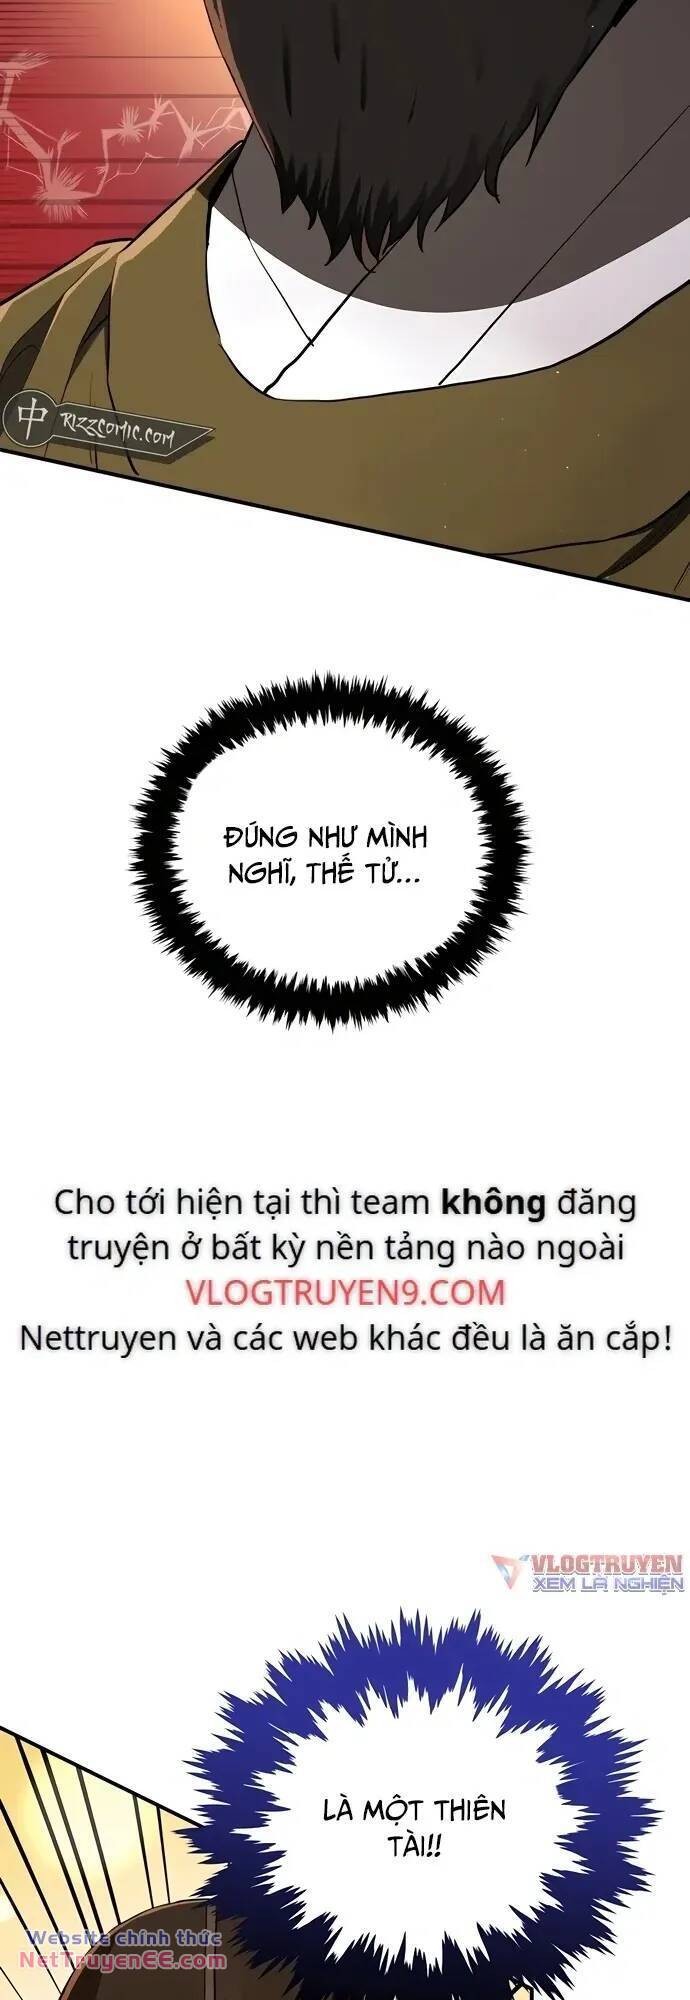 中 RIZZCOMIC.COM
ĐÚNG NHƯ MÌNH
NGHĨ, THẾ TỬ...
Cho tới hiện tại thì team không đăng
truyện ở bất kỳ nền tảng nào ngoài
VLOGTRUYEN9.COM
Nettruyen và các web khác đều là ăn cắp!
VLOGTRUYEN
XEM LÀ NGHIỆN
LÀ MỘT THIÊN
TÀI!!
Website chính thức
NetTruyenEE.com